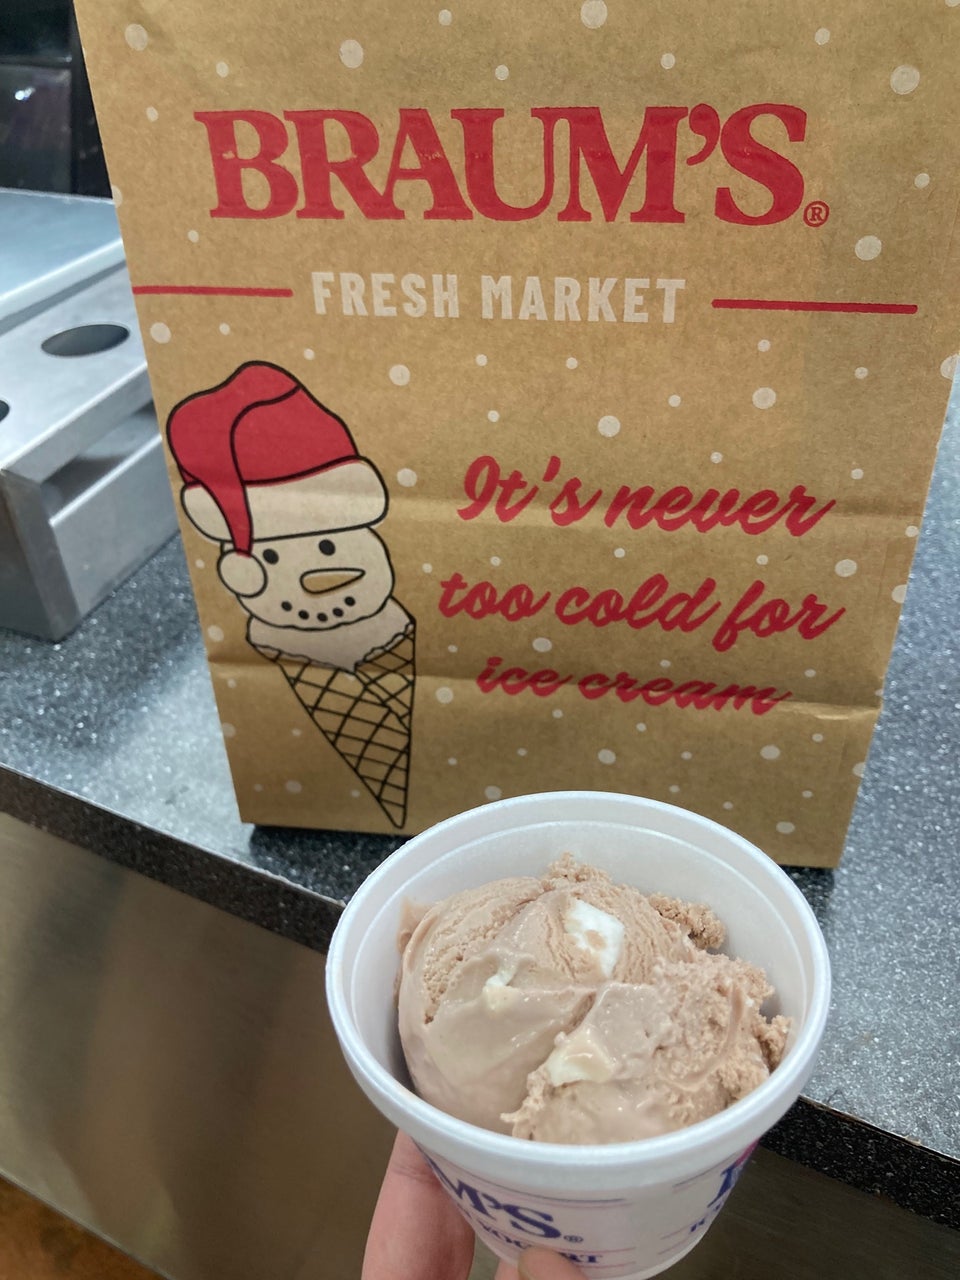 BRAUM'S®
FRESH MARKET
It's never
too cold for
ice cream
M'S®